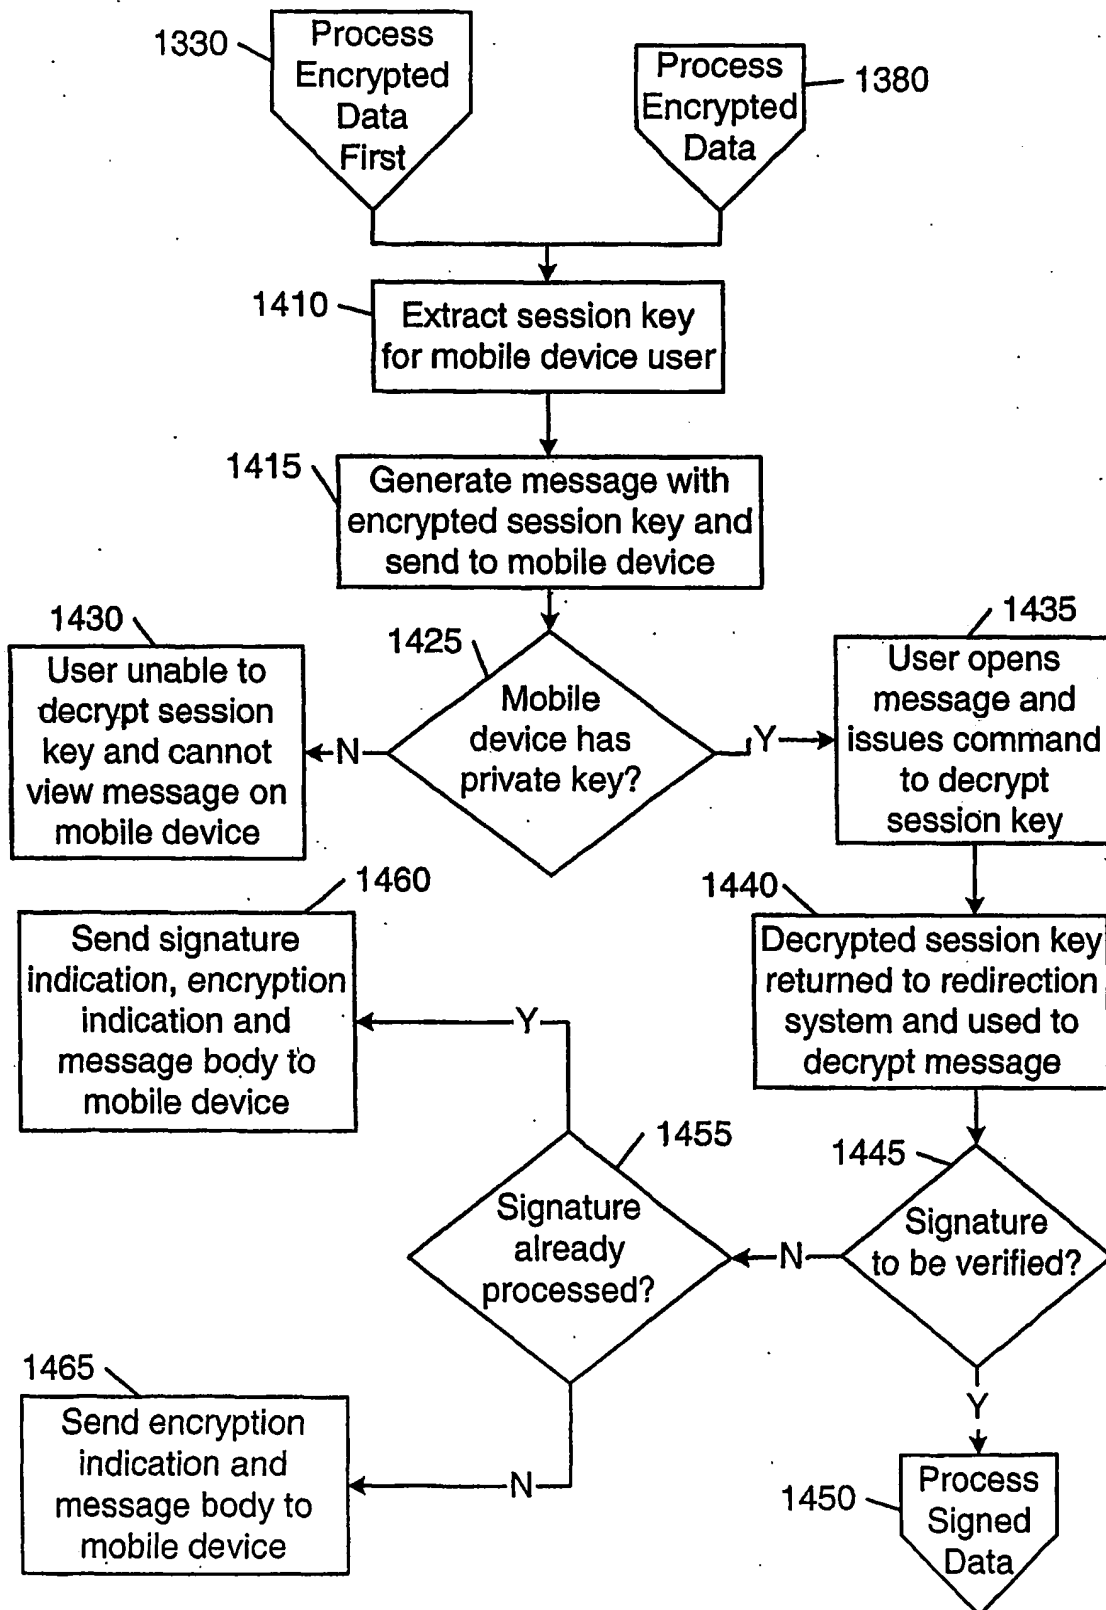 1330
Process
Encrypted
Data
First
Process
Encrypted
Data
1380
1410
Extract session key
for mobile device user
1415
Generate message with
encrypted session key and
send to mobile device
1430
User unable to
decrypt session
key and cannot
view message on
mobile device
N
1425
Mobile
device has
private key?
Y
1435
User opens
message and
issues command
to decrypt
session key
1440
Decrypted session key
returned to redirection
system and used to
decrypt message
1460
Send signature
indication, encryption
indication and
message body to
mobile device
Y
1455
Signature
already
processed?
N
1445
Signature
to be verified?
1465
Send encryption
indication and
message body to
mobile device
N
Y
1450
Process
Signed
Data